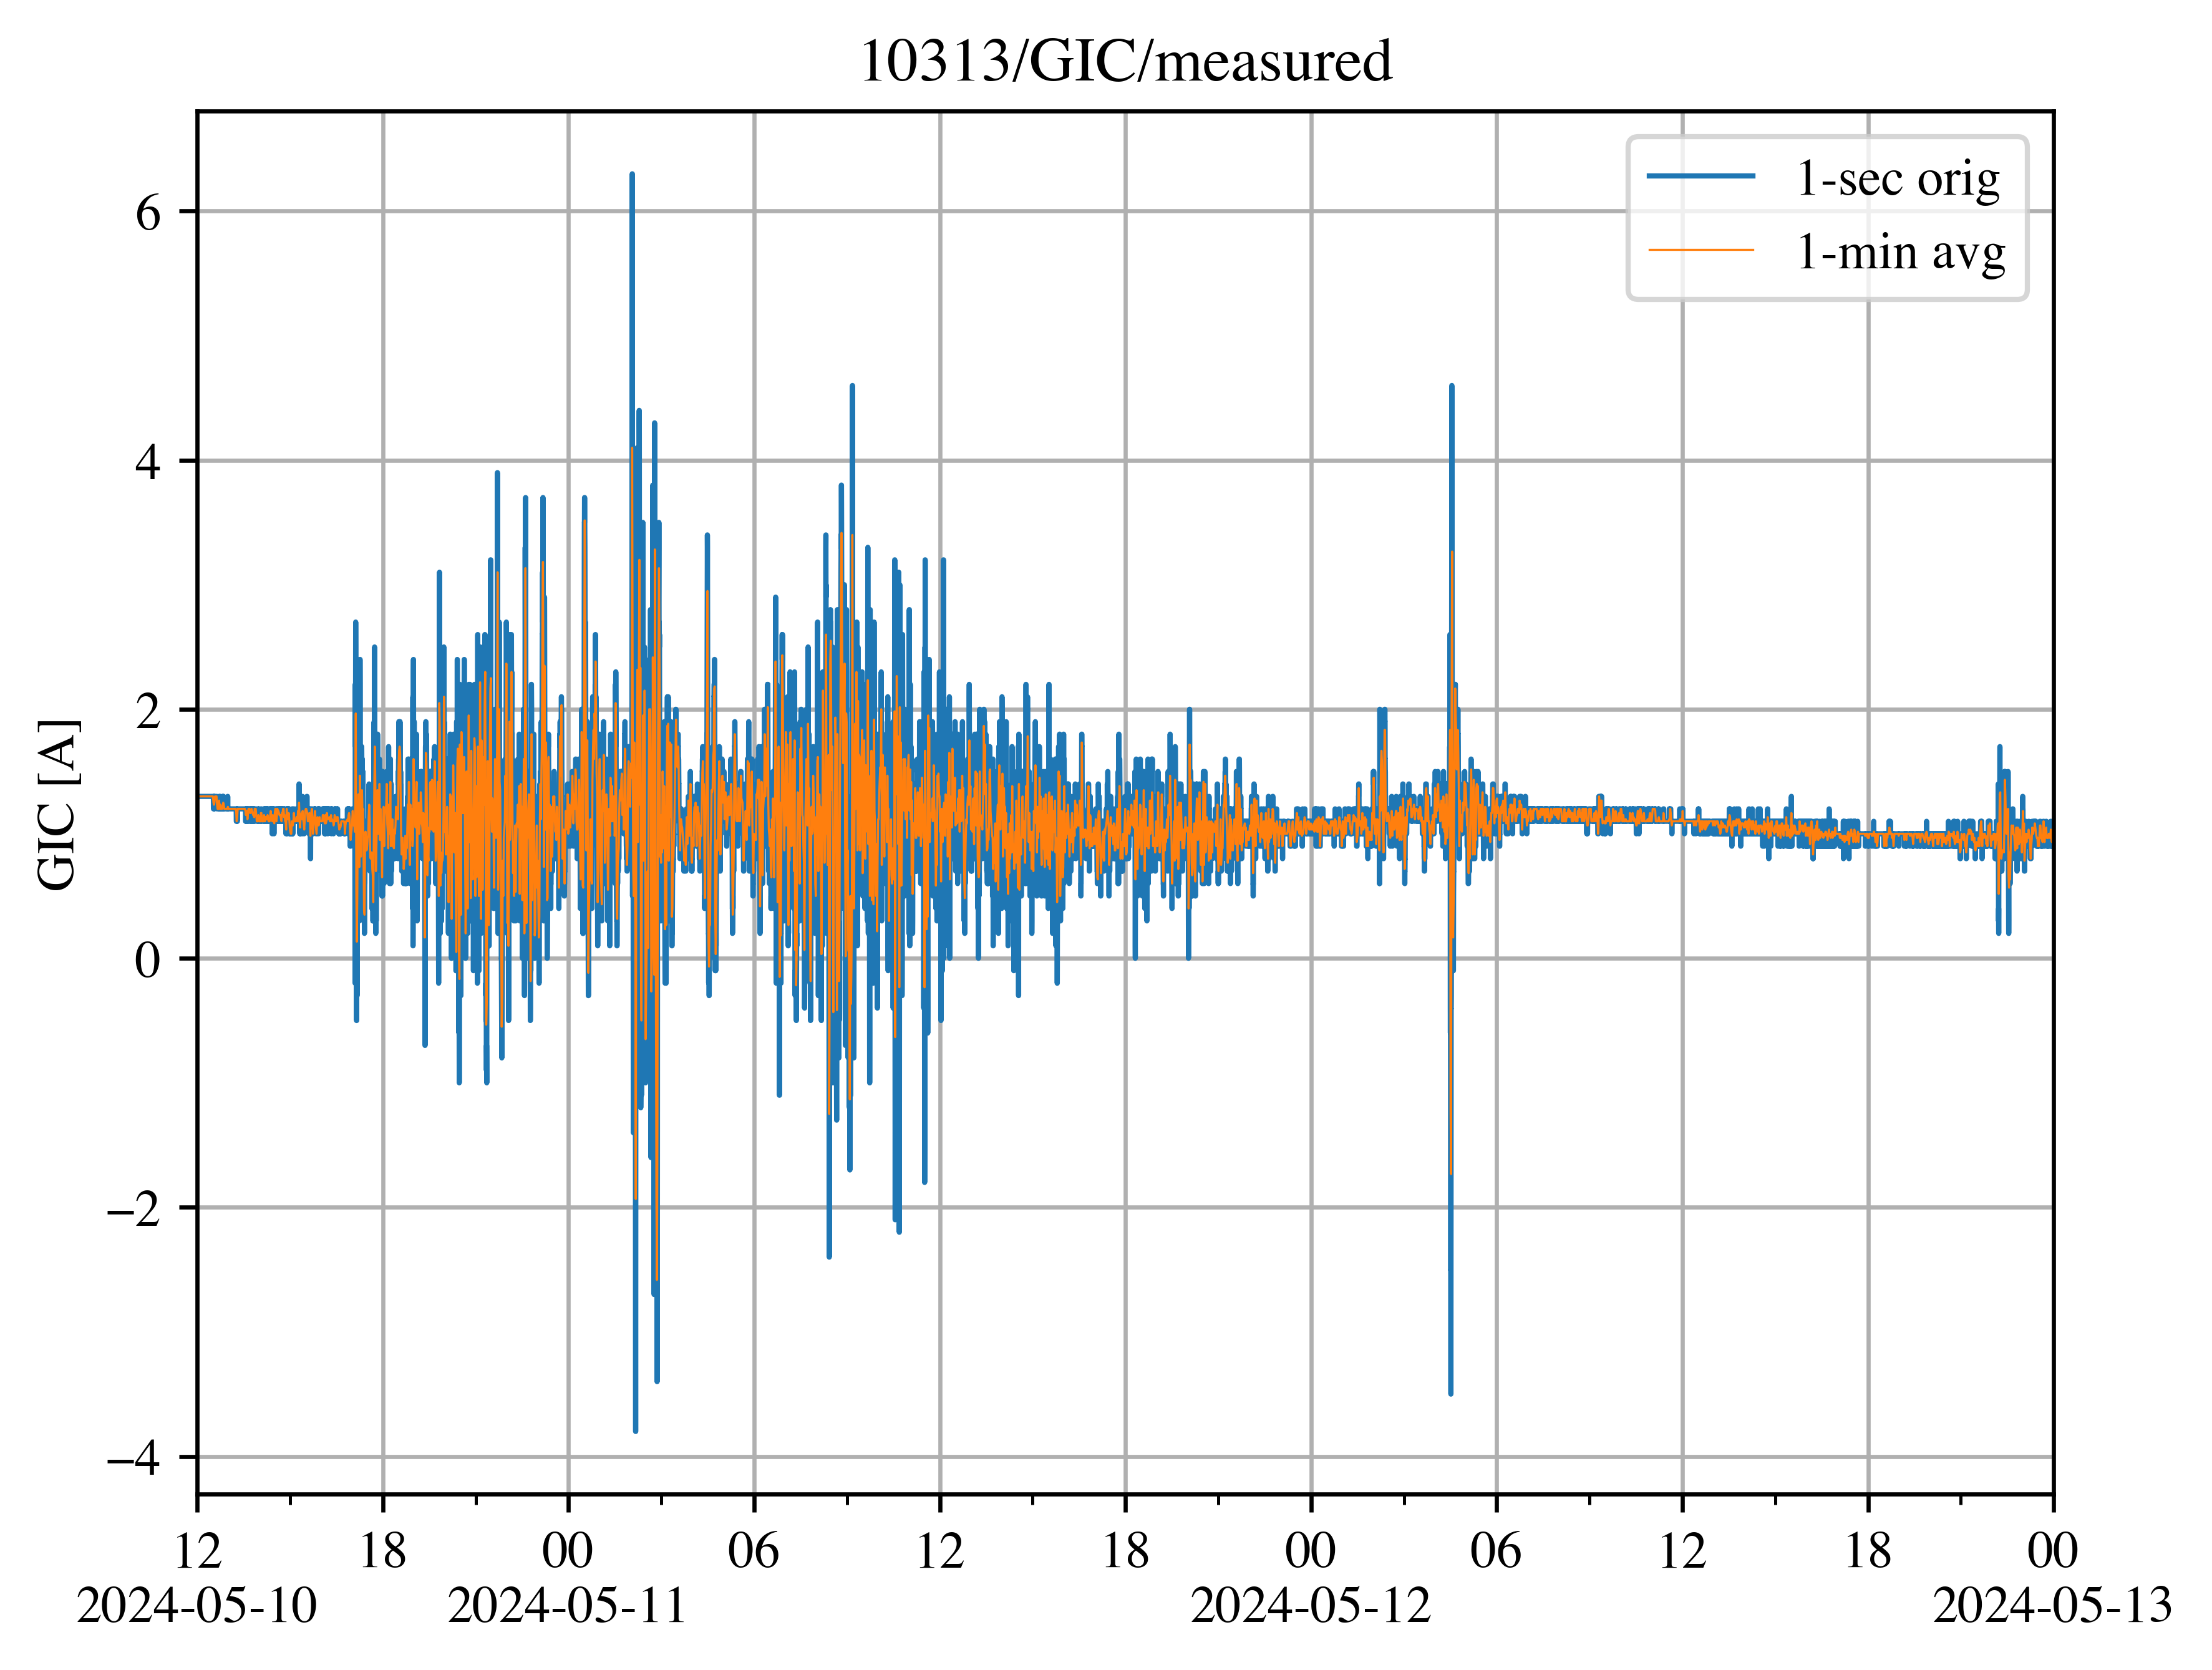 10313/GIC/measured
1-sec orig
1-min avg
6
4
2
0
−2
−4
GIC [A]
12 18 00 06 12 18 00 06 12 18 00
2024-05-10 2024-05-11 2024-05-12 2024-05-13